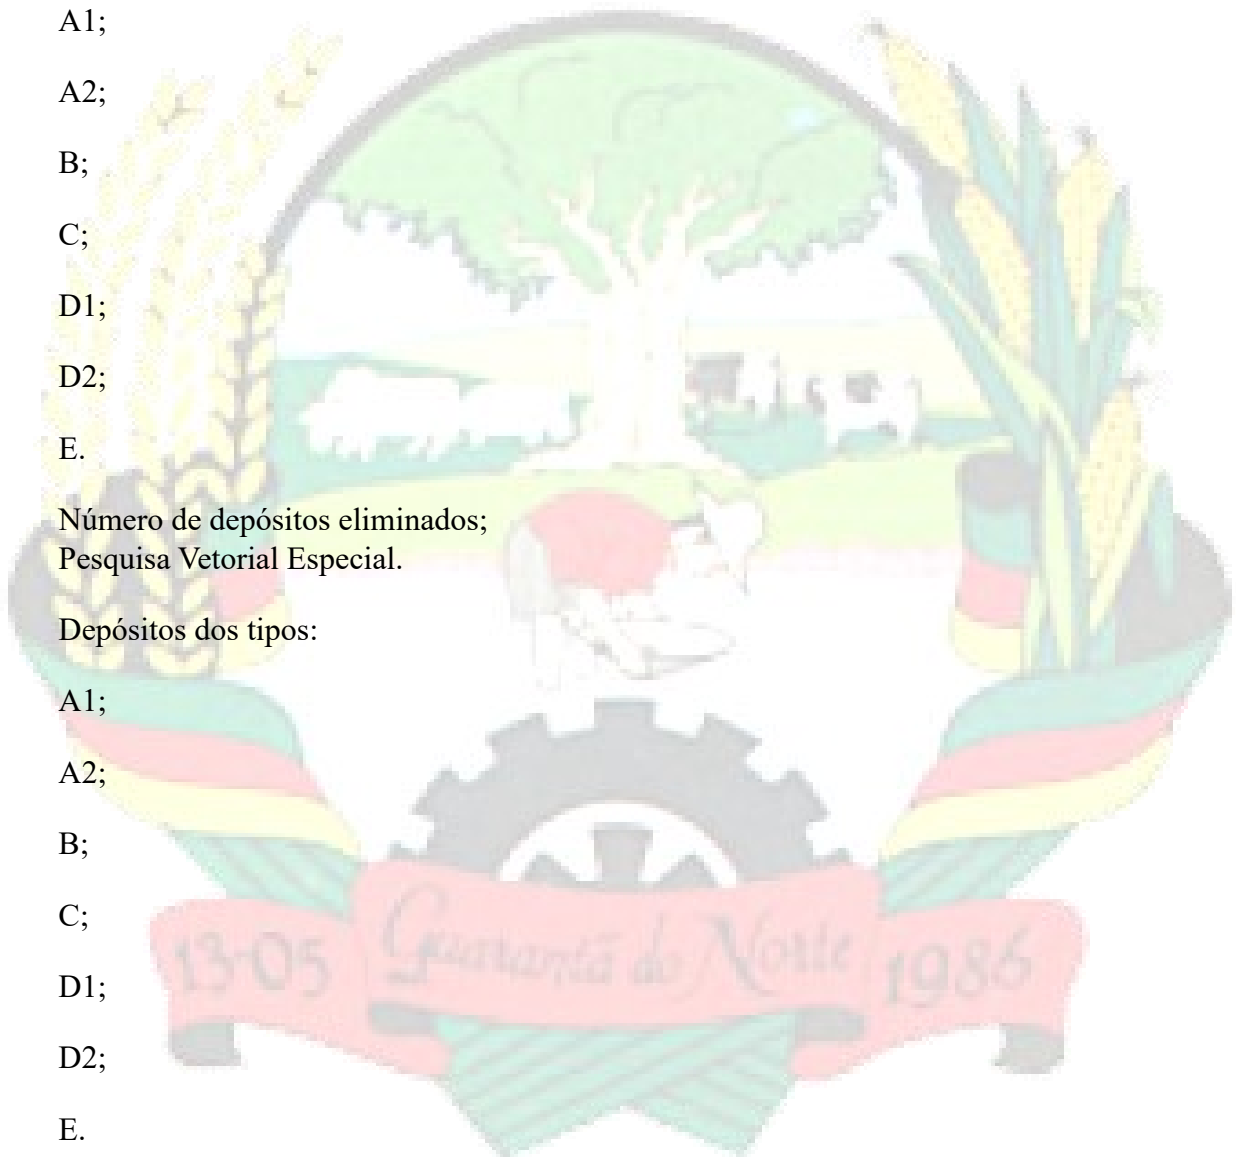 A1;
A2;
B;
C;
D1;
D2;
E.
Número de depósitos eliminados;
Pesquisa Vetorial Especial.
Depósitos dos tipos:
A1;
A2;
B;
C;
13-05 Guarantã do Norte 1986
D1;
D2;
E.